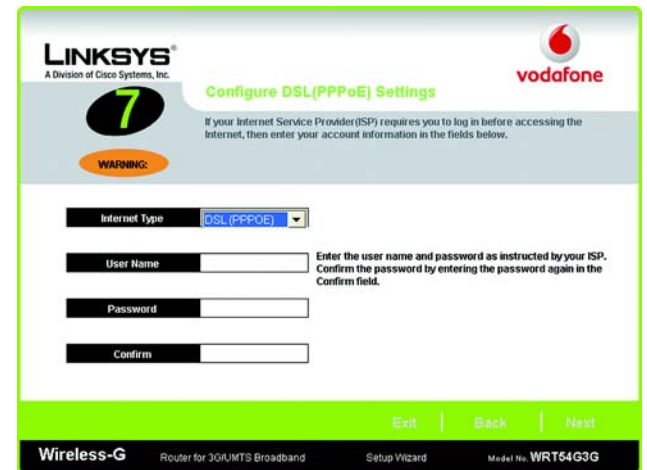 LINKSYS®
A Division of Cisco Systems, Inc.
vodafone
7
Configure DSL(PPPoE) Settings
If your Internet Service Provider(ISP) requires you to log in before accessing the
Internet, then enter your account information in the fields below.
WARNING:
Internet Type
DSL (PPPOE)
User Name
Enter the user name and password as instructed by your ISP.
Confirm the password by entering the password again in the
Confirm field.
Password
Confirm
Exit
Back
Next
Wireless-G
Router for 3G/UMTS Broadband
Setup Wizard
Model No. WRT54G3G